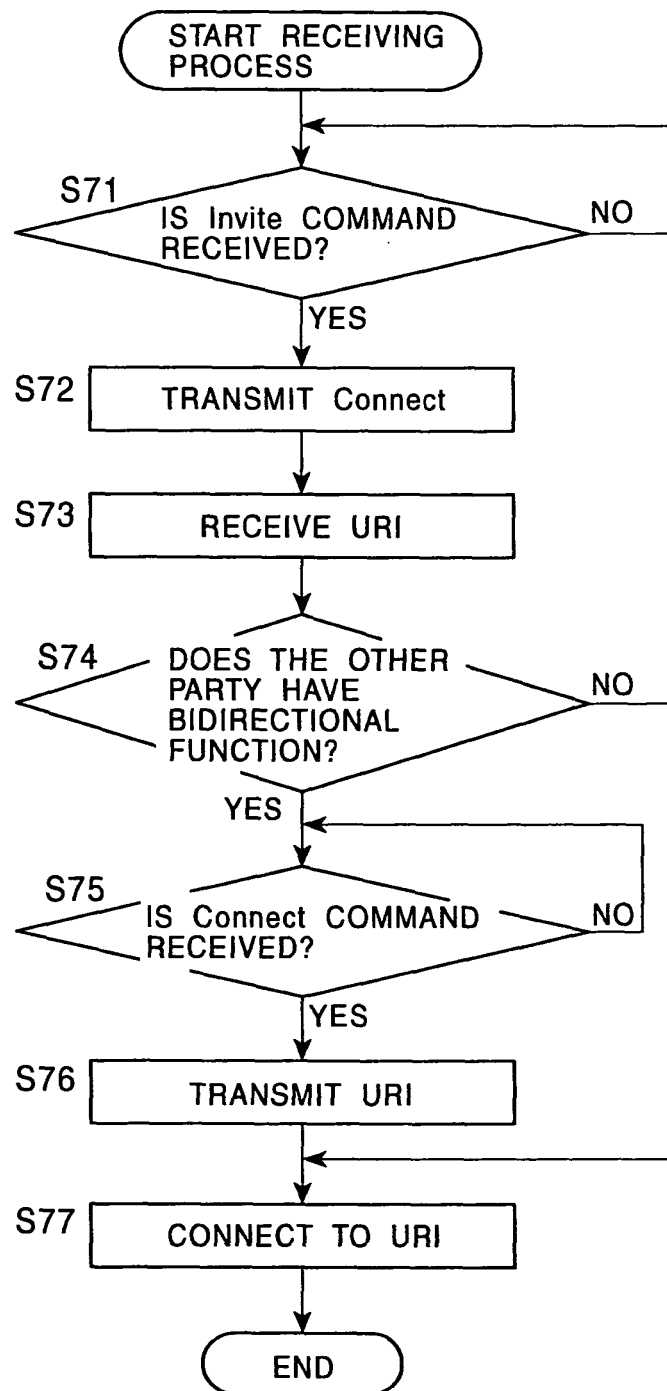 START RECEIVING
PROCESS
S71
IS Invite COMMAND
RECEIVED?
NO
YES
S72
TRANSMIT Connect
S73
RECEIVE URI
S74
DOES THE OTHER
PARTY HAVE
BIDIRECTIONAL
FUNCTION?
NO
YES
S75
IS Connect COMMAND
RECEIVED?
NO
YES
S76
TRANSMIT URI
S77
CONNECT TO URI
END